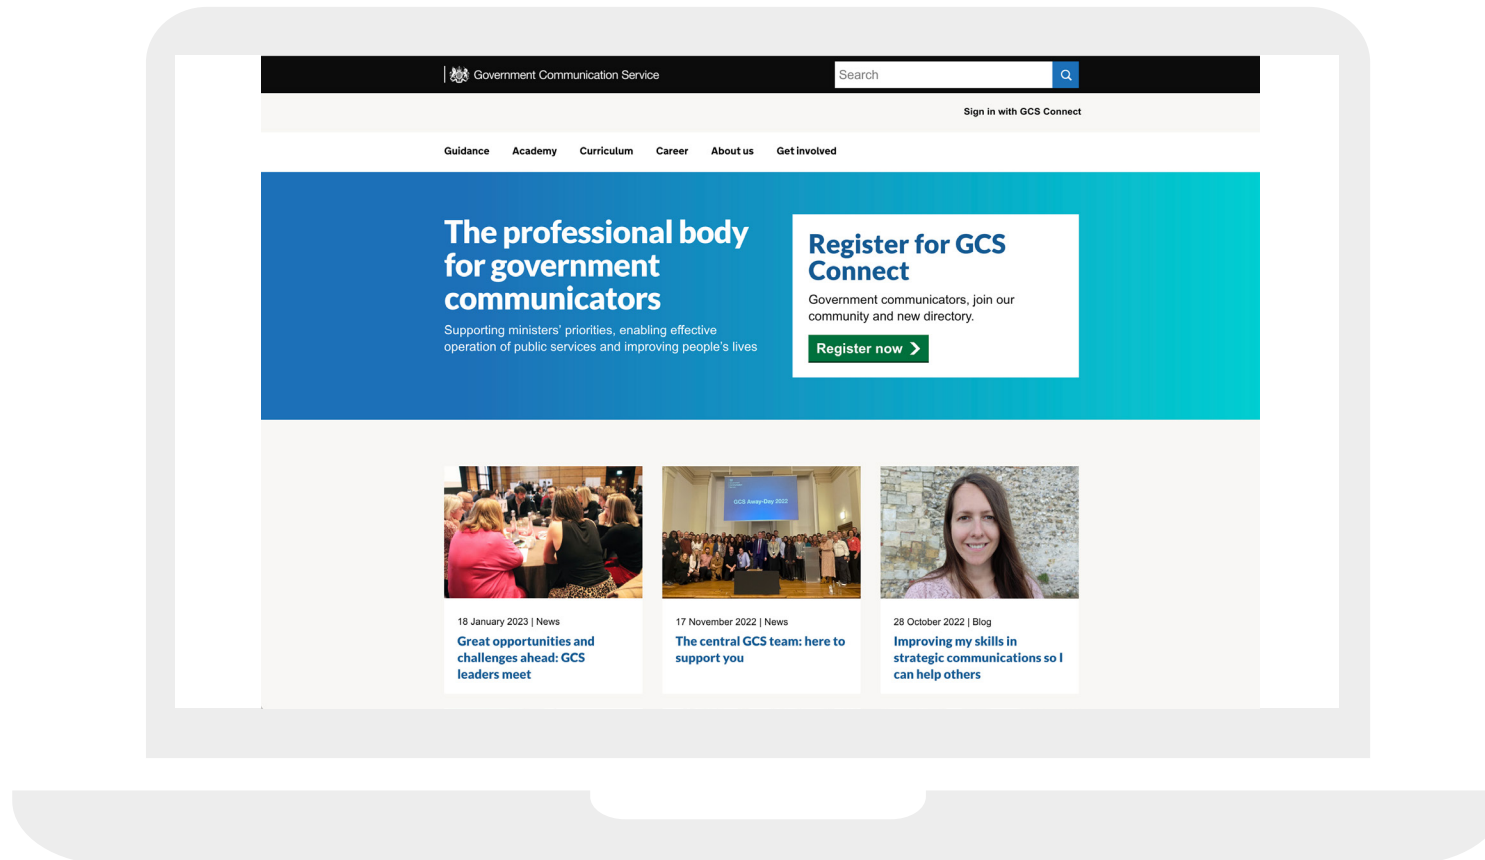 Government Communication Service
Search
Sign in with GCS Connect
Guidance Academy Curriculum Career About us Get involved
The professional body
for government
communicators
Supporting ministers' priorities, enabling effective
operation of public services and improving people's lives
Register for GCS
Connect
Government communicators, join our
community and new directory.
Register now
GCS Away-Day 2022
18 January 2023 | News
Great opportunities and
challenges ahead: GCS
leaders meet
17 November 2022 | News
The central GCS team: here to
support you
28 October 2022 | Blog
Improving my skills in
strategic communications so I
can help others